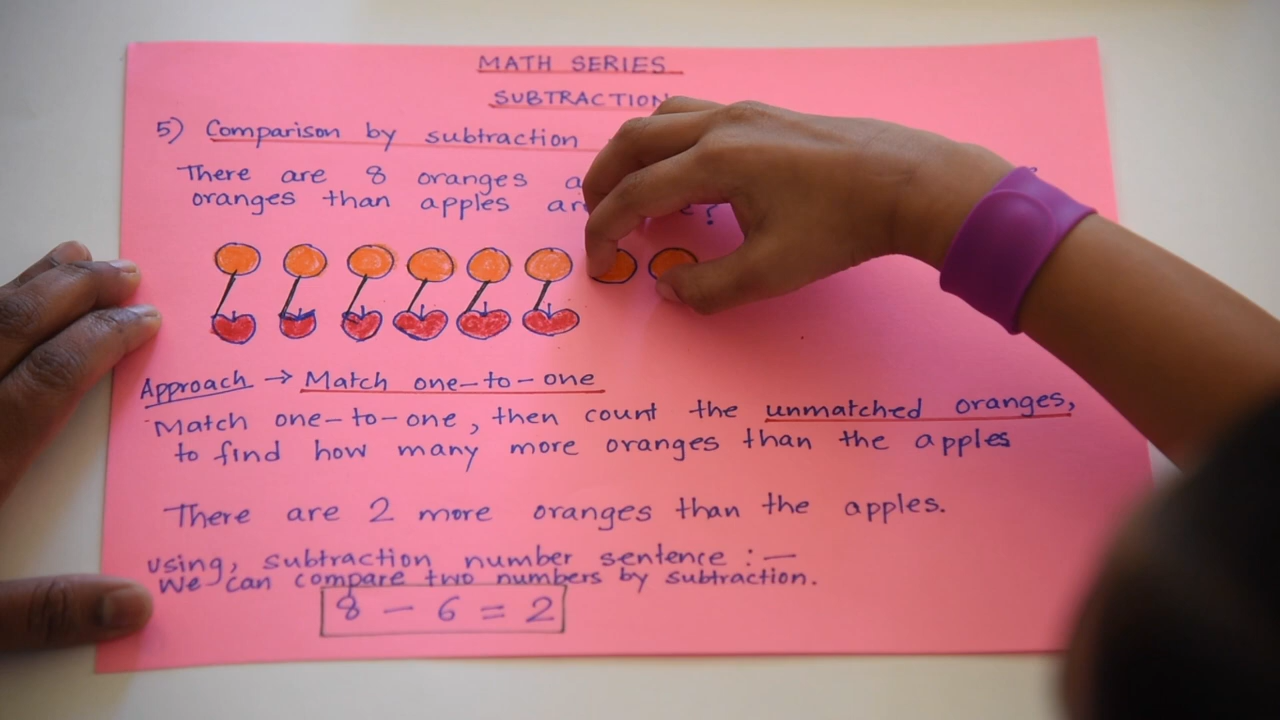 MATH SERIES
SUBTRACTION
5) Comparison by subtraction
There are 8 oranges
oranges than apples
Approach → Match one-to-one
Match one-to-one, then count the unmatched oranges,
to find how many more oranges than the apples
There are 2 more oranges than the apples.
using, subtraction number sentence :—
We can compare two numbers by subtraction.
8 - 6 = 2